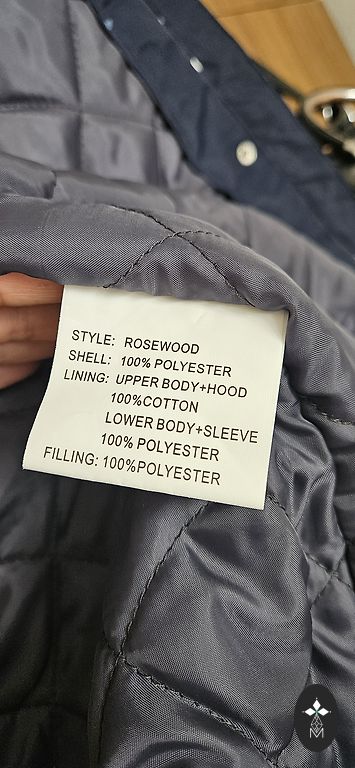 STYLE: ROSEWOOD
SHELL: 100% POLYESTER
LINING: UPPER BODY+HOOD
100%COTTON
LOWER BODY+SLEEVE
100% POLYESTER
FILLING: 100%POLYESTER
M